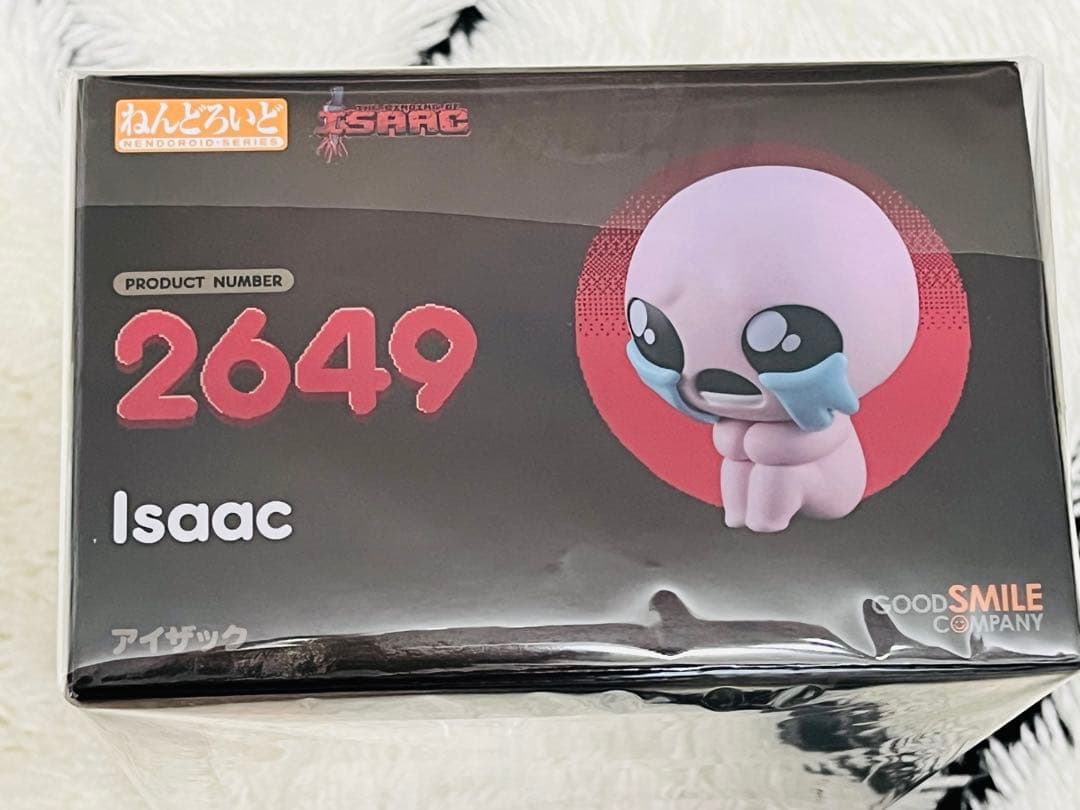 ねんどろいど
NENDOROID・SERIES
THE BINDING OF
ISAAC
PRODUCT NUMBER
2649
Isaac
アイザック
GOOD SMILE
COMPANY